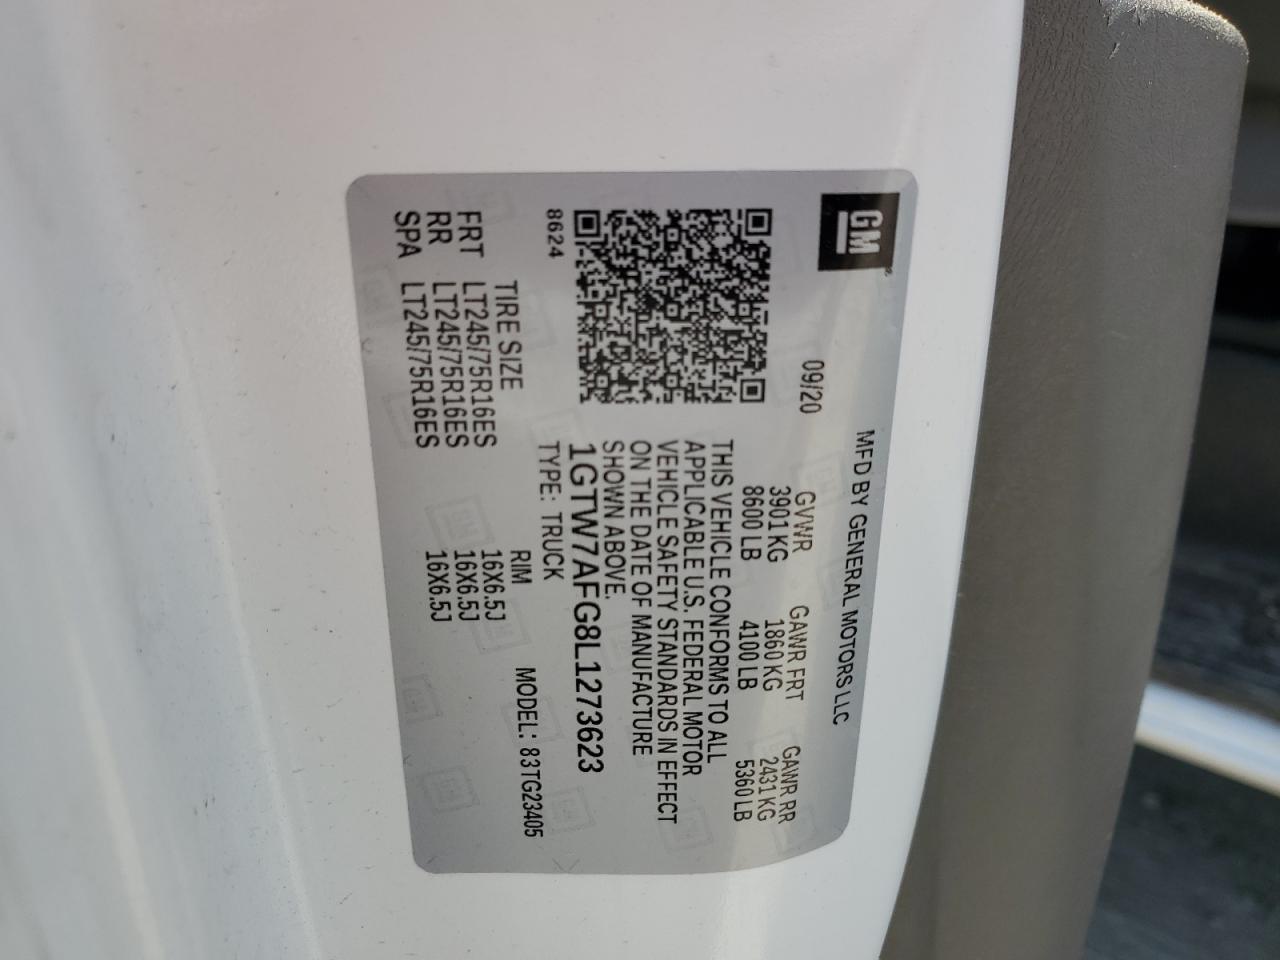 GM
MFD BY GENERAL MOTORS LLC
09/20
GVWR GAWR FRT GAWR RR
3901 KG 1860 KG 2431 KG
8600 LB 4100 LB 5360 LB
THIS VEHICLE CONFORMS TO ALL
APPLICABLE U.S. FEDERAL MOTOR
VEHICLE SAFETY STANDARDS IN EFFECT
ON THE DATE OF MANUFACTURE
SHOWN ABOVE.
1GTW7AFG8L1273623
8624
TYPE: TRUCK MODEL: 83TG23405
TIRE SIZE RIM
FRT LT245/75R16ES 16X6.5J
RR LT245/75R16ES 16X6.5J
SPA LT245/75R16ES 16X6.5J